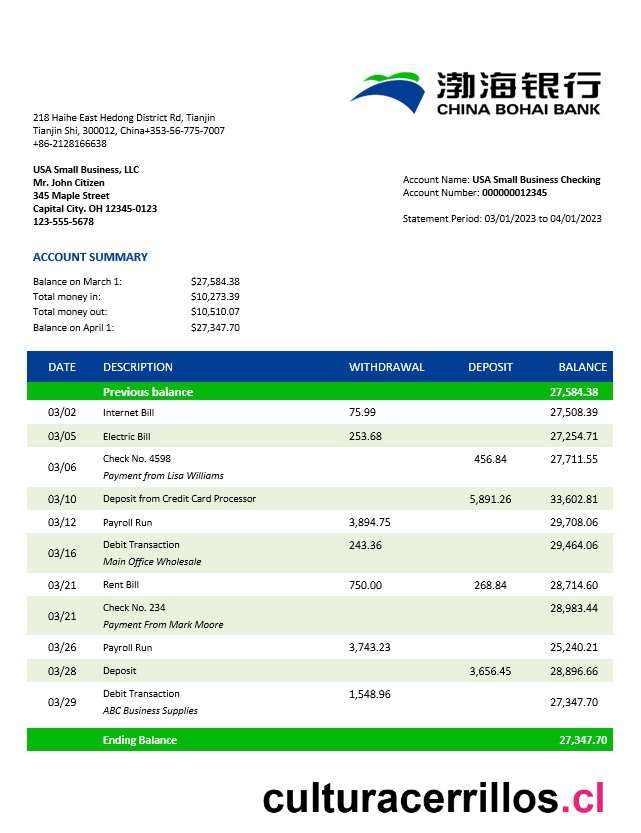 渤海银行
CHINA BOHAI BANK
218 Haihe East Hedong District Rd, Tianjin
Tianjin Shi, 300012, China+353-56-775-7007
+86-2128166638
USA Small Business, LLC
Mr. John Citizen
345 Maple Street
Capital City. OH 12345-0123
123-555-5678
Account Name: USA Small Business Checking
Account Number: 000000012345
Statement Period: 03/01/2023 to 04/01/2023
ACCOUNT SUMMARY
Balance on March 1: $27,584.38
Total money in: $10,273.39
Total money out: $10,510.07
Balance on April 1: $27,347.70
DATE DESCRIPTION WITHDRAWAL DEPOSIT BALANCE
Previous balance 27,584.38
03/02 Internet Bill 75.99 27,508.39
03/05 Electric Bill 253.68 27,254.71
03/06 Check No. 4598 456.84 27,711.55
Payment from Lisa Williams
03/10 Deposit from Credit Card Processor 5,891.26 33,602.81
03/12 Payroll Run 3,894.75 29,708.06
03/16 Debit Transaction 243.36 29,464.06
Main Office Wholesale
03/21 Rent Bill 750.00 268.84 28,714.60
03/21 Check No. 234 28,983.44
Payment From Mark Moore
03/26 Payroll Run 3,743.23 25,240.21
03/28 Deposit 3,656.45 28,896.66
03/29 Debit Transaction 1,548.96 27,347.70
ABC Business Supplies
Ending Balance 27,347.70
culturacerrillos.cl